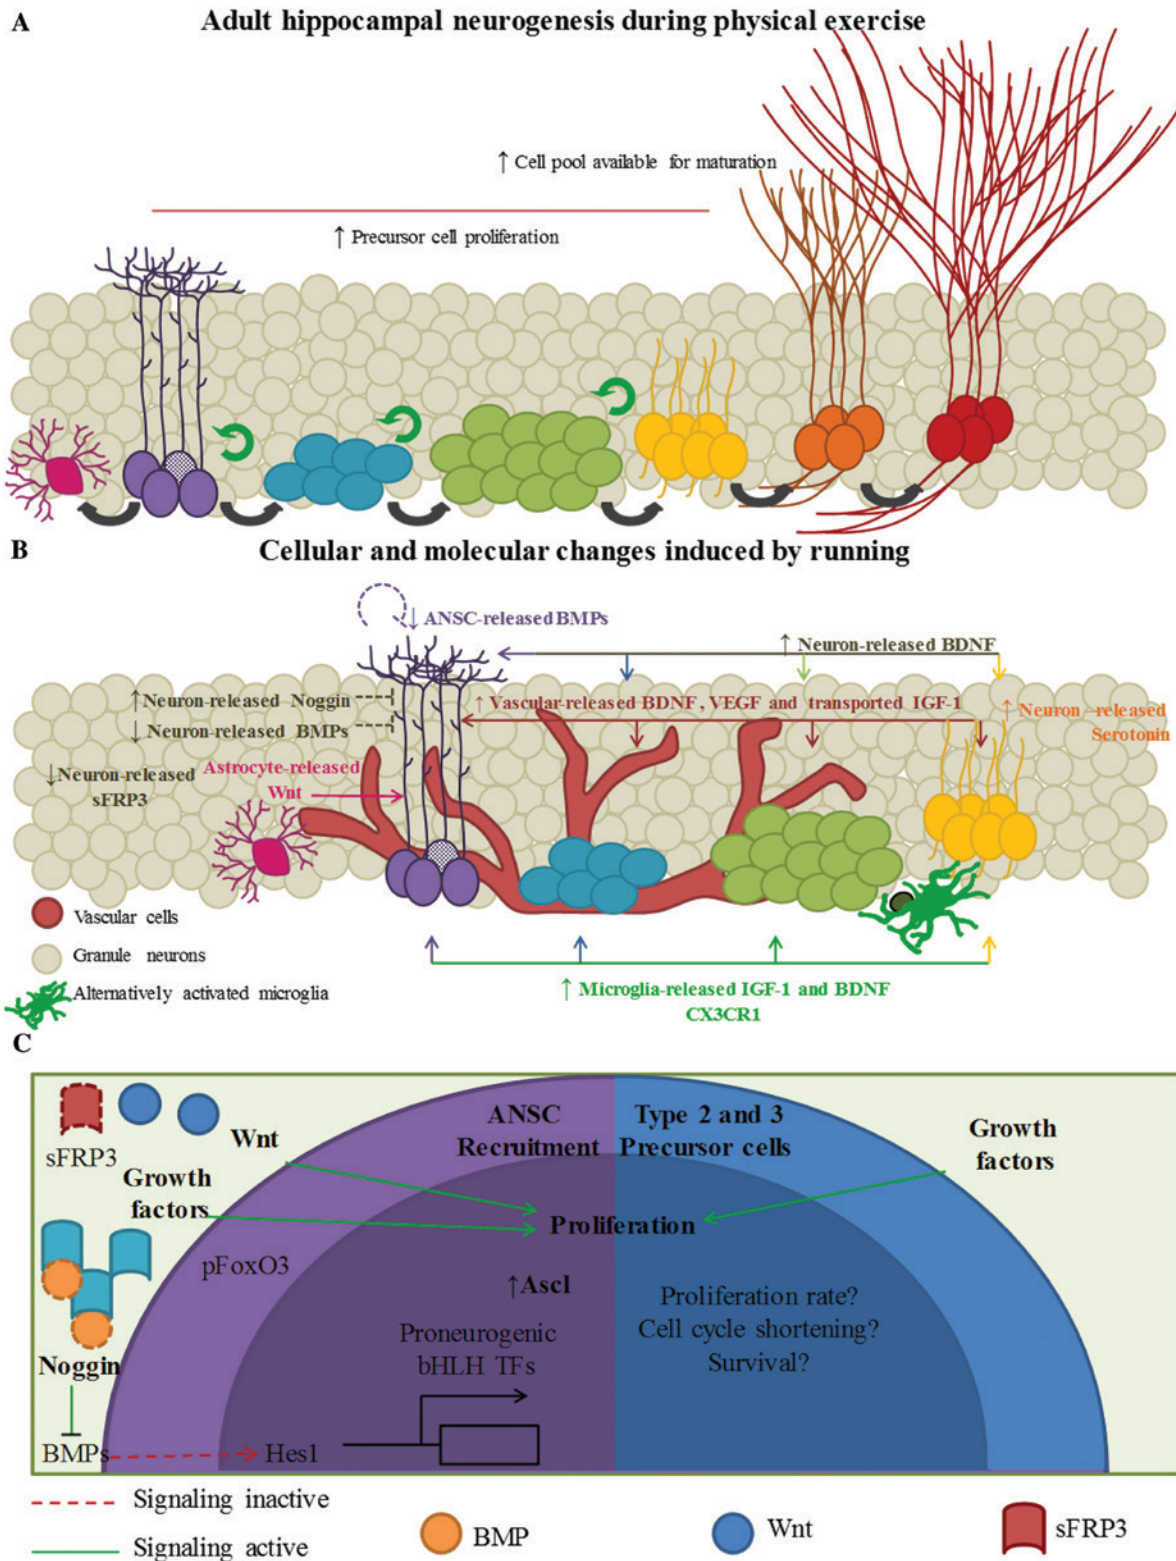 A
Adult hippocampal neurogenesis during physical exercise
↑ Cell pool available for maturation
↑ Precursor cell proliferation
B
Cellular and molecular changes induced by running
↓ ANSC-released BMPs
↑ Neuron-released BDNF
↑ Neuron-released Noggin
↓ Neuron-released BMPs
↑ Vascular-released BDNF, VEGF and transported IGF-1
↑ Neuron -released
Serotonin
↓ Neuron-released
sFRP3
Astrocyte-released
Wnt
Vascular cells
Granule neurons
Alternatively activated microglia
↑ Microglia-released IGF-1 and BDNF
CX3CR1
C
sFRP3
Wnt
ANSC
Recruitment
Type 2 and 3
Precursor cells
Growth
factors
Growth
factors
Proliferation
pFoxO3
↑Ascl
Proneurogenic
bHLH TFs
Proliferation rate?
Cell cycle shortening?
Survival?
Noggin
BMPs
Hes1
Signaling inactive
Signaling active
BMP
Wnt
sFRP3